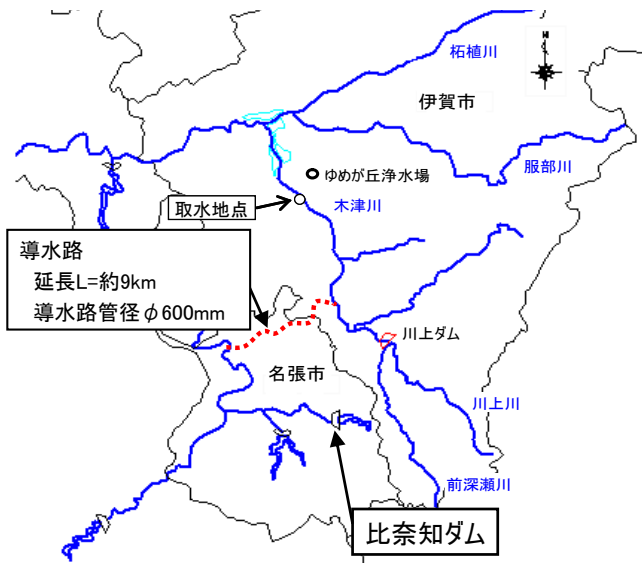 柘植川
伊賀市
服部川
ゆめが丘浄水場
取水地点
木津川
導水路
延長L=約9km
導水路管径φ600mm
川上ダム
名張市
川上川
前深瀬川
比奈知ダム